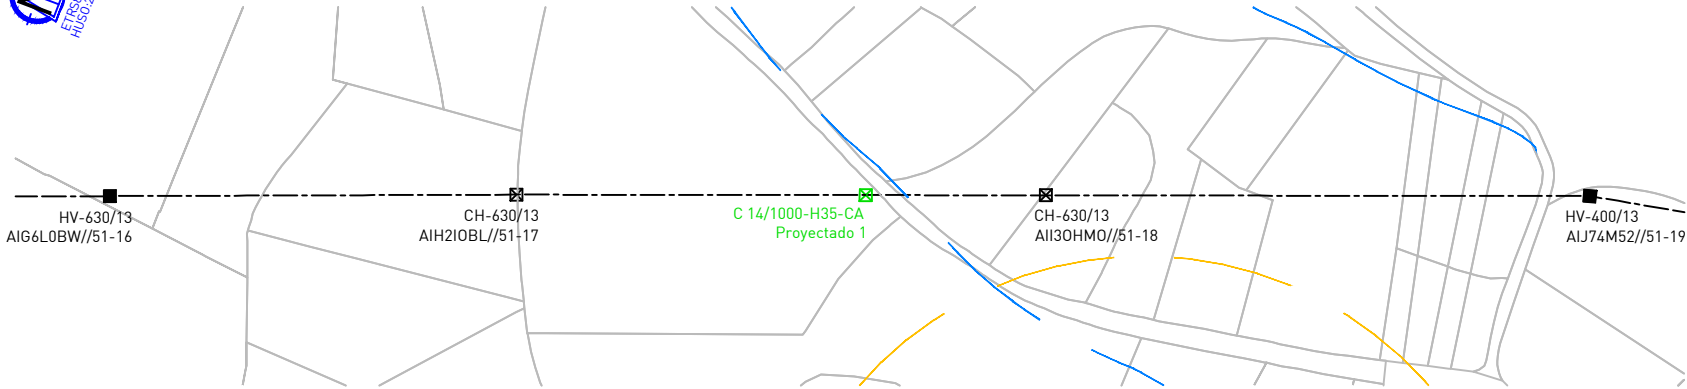 HV-630/13
AIG6L0BW//51-16
CH-630/13
AIH2IOBL//51-17
C 14/1000-H35-CA
Proyectado 1
CH-630/13
AII3OHMO//51-18
HV-400/13
AIJ74M52//51-19